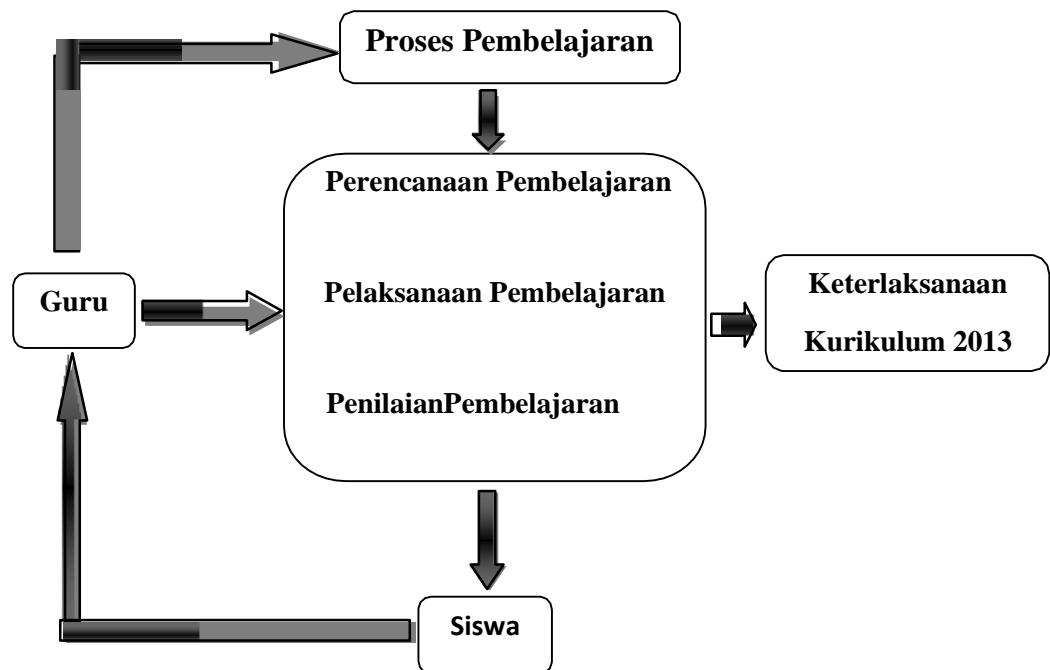 Proses Pembelajaran
Perencanaan Pembelajaran
Guru
Pelaksanaan Pembelajaran
Keterlaksanaan
Kurikulum 2013
PenilaianPembelajaran
Siswa